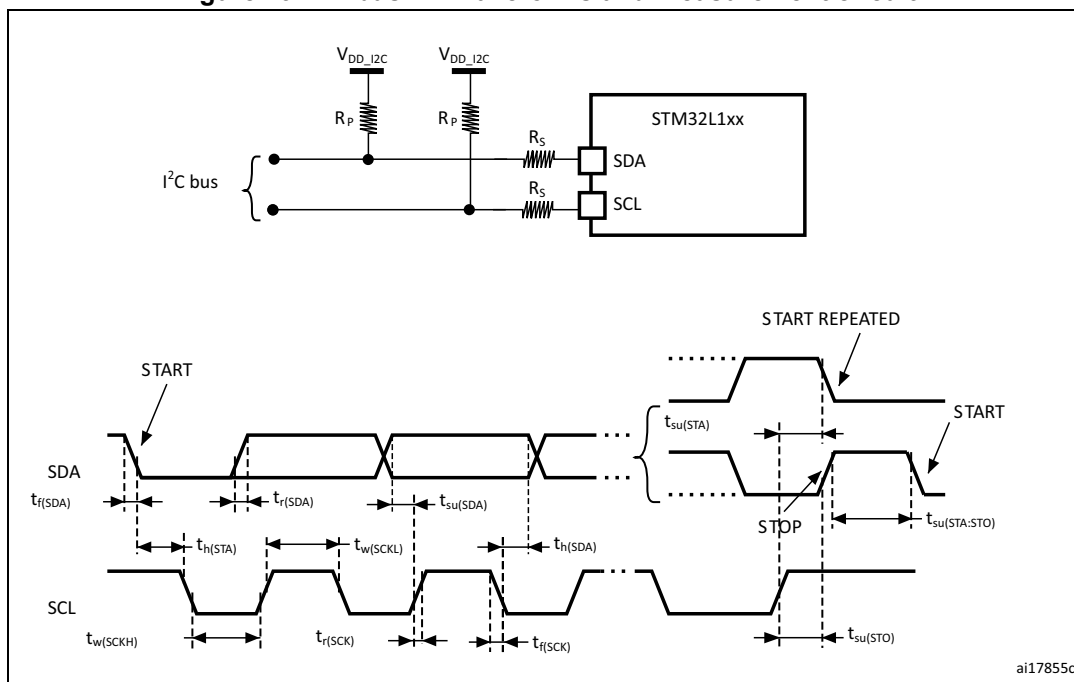 V_DD_I2C V_DD_I2C
R_P R_P
STM32L1xx
R_S
SDA
I²C bus
R_S
SCL
START REPEATED
START
t_su(STA)
START
SDA
t_f(SDA)
t_r(SDA)
t_su(SDA)
STOP
t_su(STA:STO)
t_h(STA)
t_w(SCKL)
t_h(SDA)
SCL
t_w(SCKH)
t_r(SCK)
t_f(SCK)
t_su(STO)